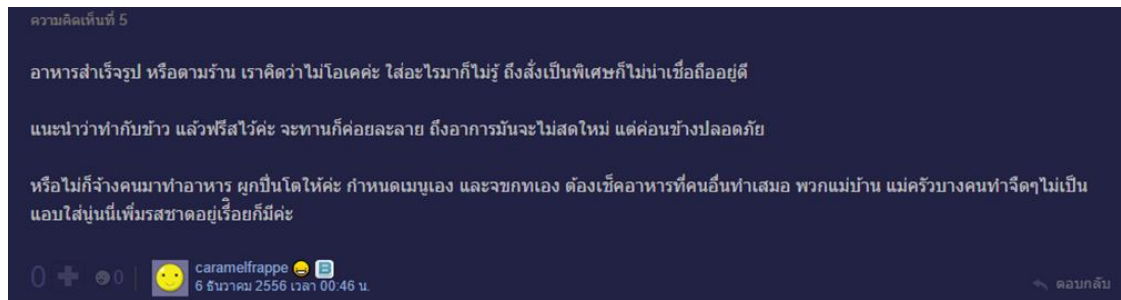 ความคิดเห็นที่ 5
อาหารสำเร็จรูป หรือตามร้าน เราคิดว่าไม่โอเคค่ะ ใส่อะไรมาก็ไม่รู้ ถึงสั่งเป็นพิเศษก็ไม่น่าเชื่อถืออยู่ดี
แนะนำว่าทำกับข้าว แล้วฟรีสไว้ค่ะ จะทานก็ค่อยละลาย ถึงอาการมันจะไม่สดใหม่ แต่ค่อนข้างปลอดภัย
หรือไม่ก็จ้างคนมาทำอาหาร ผูกปิ่นโตให้ค่ะ กำหนดเมนูเอง และจขกทเอง ต้องเช็คอาหารที่คนอื่นทำเสมอ พวกแม่บ้าน แม่ครัวบางคนทำจืดๆไม่เป็น
แอบใส่นู่นนี่เพิ่มรสชาดอยู่เรื่อยก็มีค่ะ
0 0 caramelfrappe
6 ธันวาคม 2556 เวลา 00:46 น.
ตอบกลับ